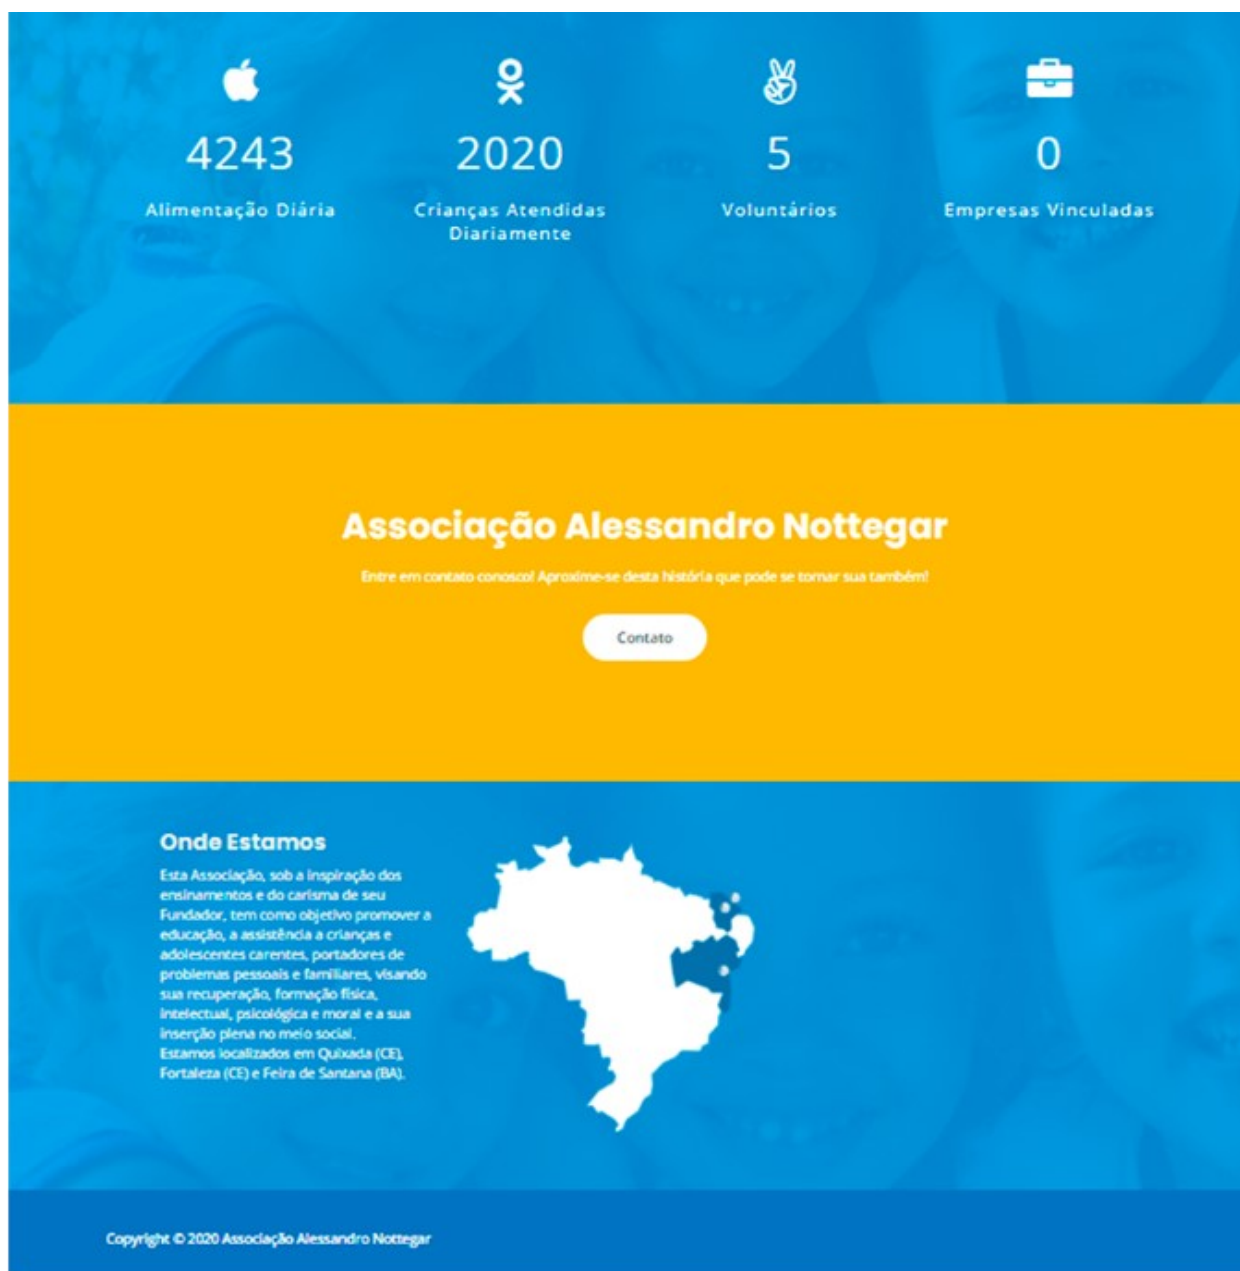 4243
2020
5
0
Alimentação Diária
Crianças Atendidas
Diariamente
Voluntários
Empresas Vinculadas
Associação Alessandro Nottegar
Entre em contato conosco! Aproxime-se desta história que pode se tornar sua também!
Contato
Onde Estamos
Esta Associação, sob a inspiração dos
ensinamentos e do carisma de seu
Fundador, tem como objetivo promover a
educação, a assistência a crianças e
adolescentes carentes, portadores de
problemas pessoais e familiares, visando
sua recuperação, formação física,
intelectual, psicológica e moral e a sua
inserção plena no meio social.
Estamos localizados em Quixada (CE),
Fortaleza (CE) e Feira de Santana (BA).
Copyright © 2020 Associação Alessandro Nottegar